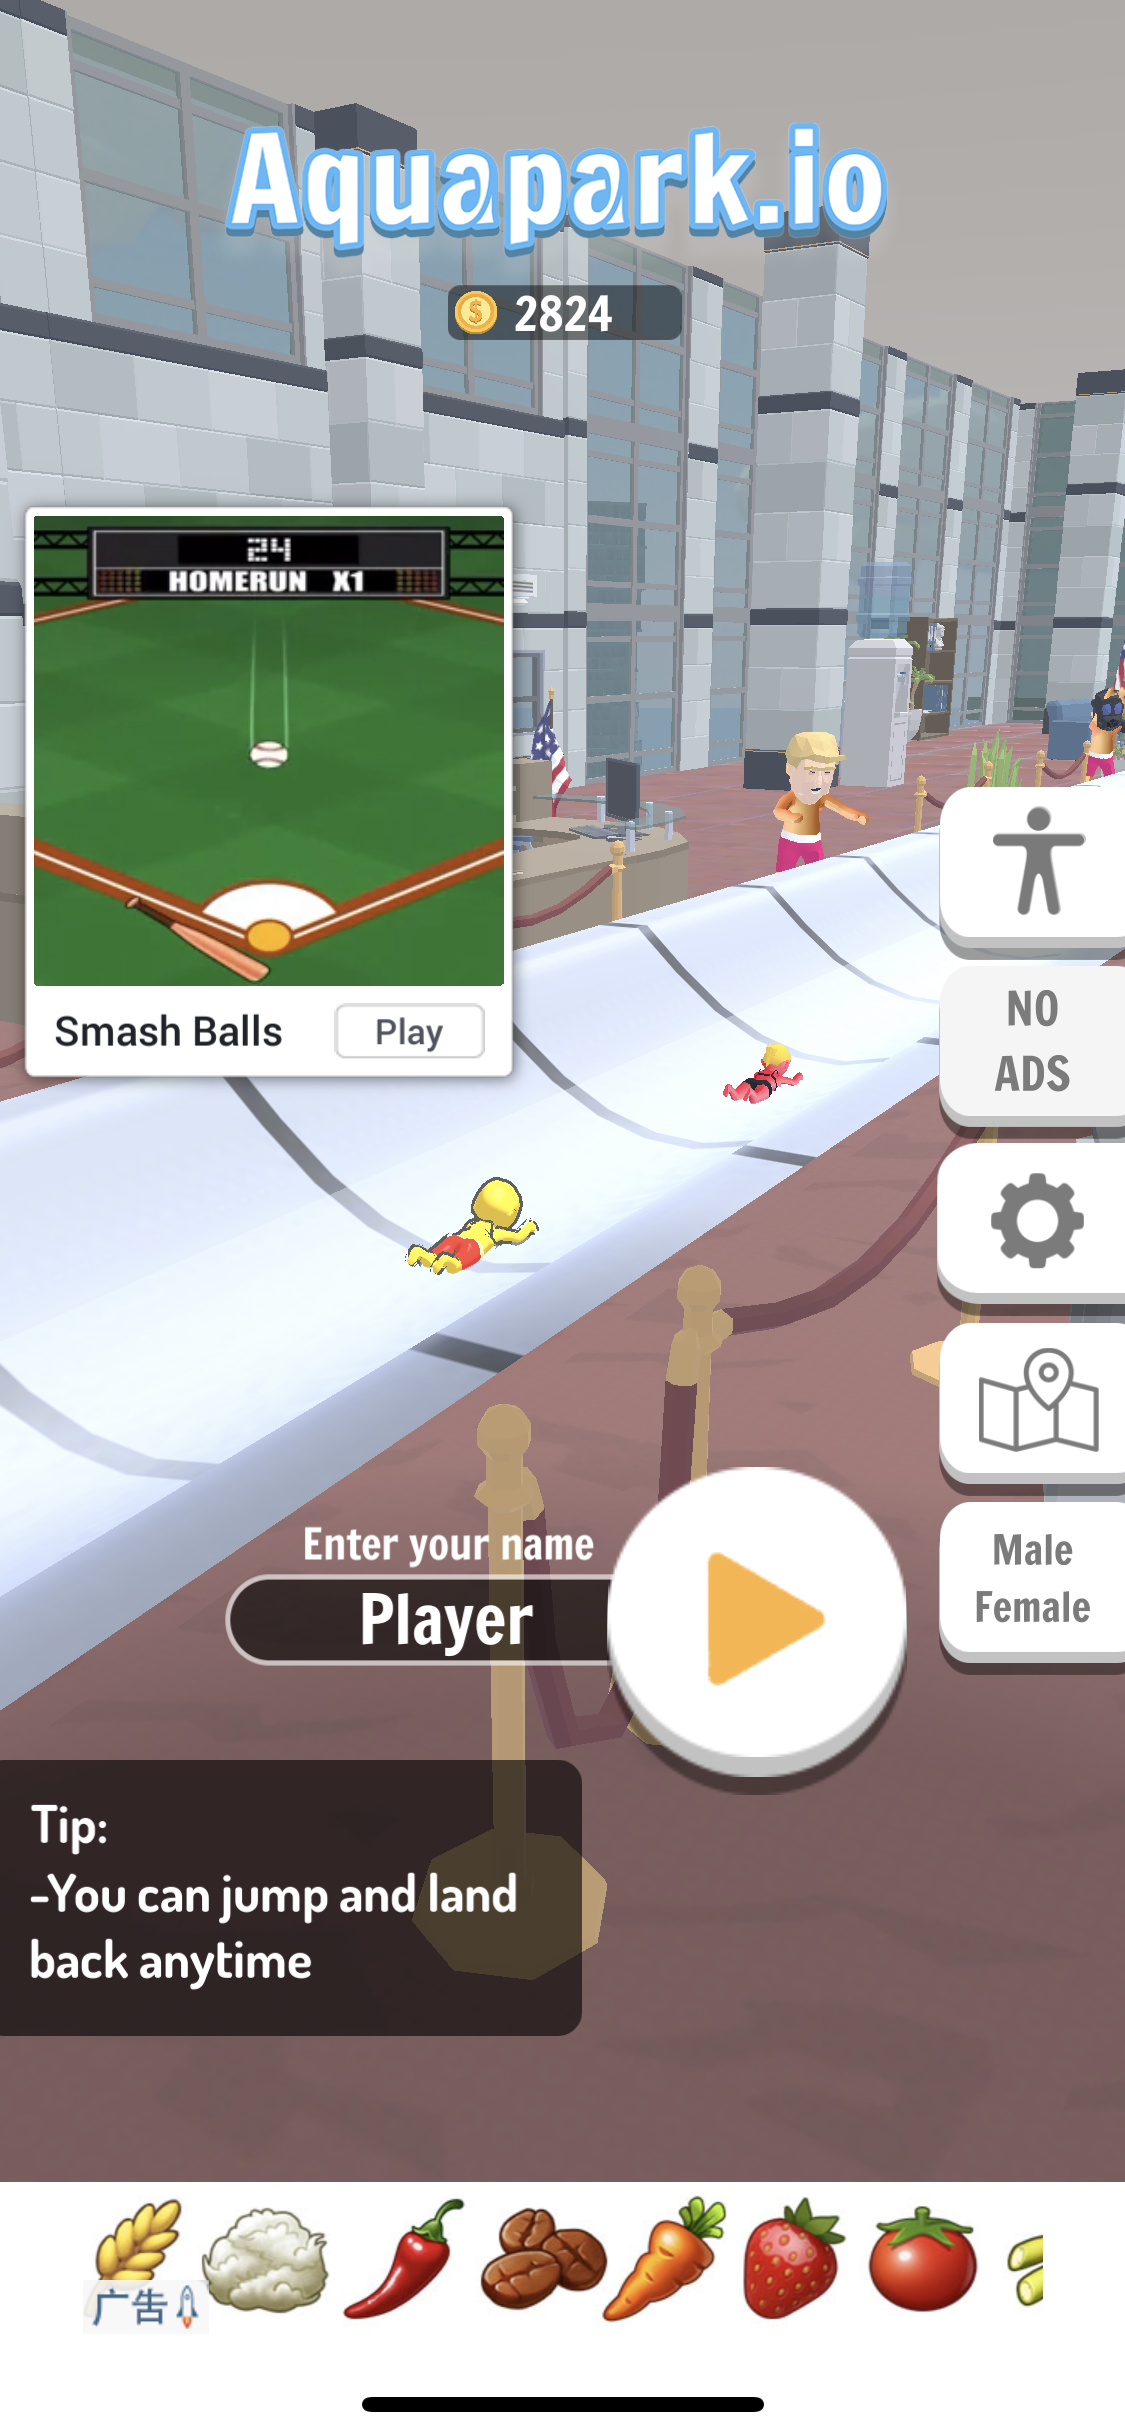 Aquapark.io
2824
24
HOMERUN X1
Smash Balls
Play
NO
ADS
Enter your name
Player
Male
Female
Tip:
-You can jump and land
back anytime
广告